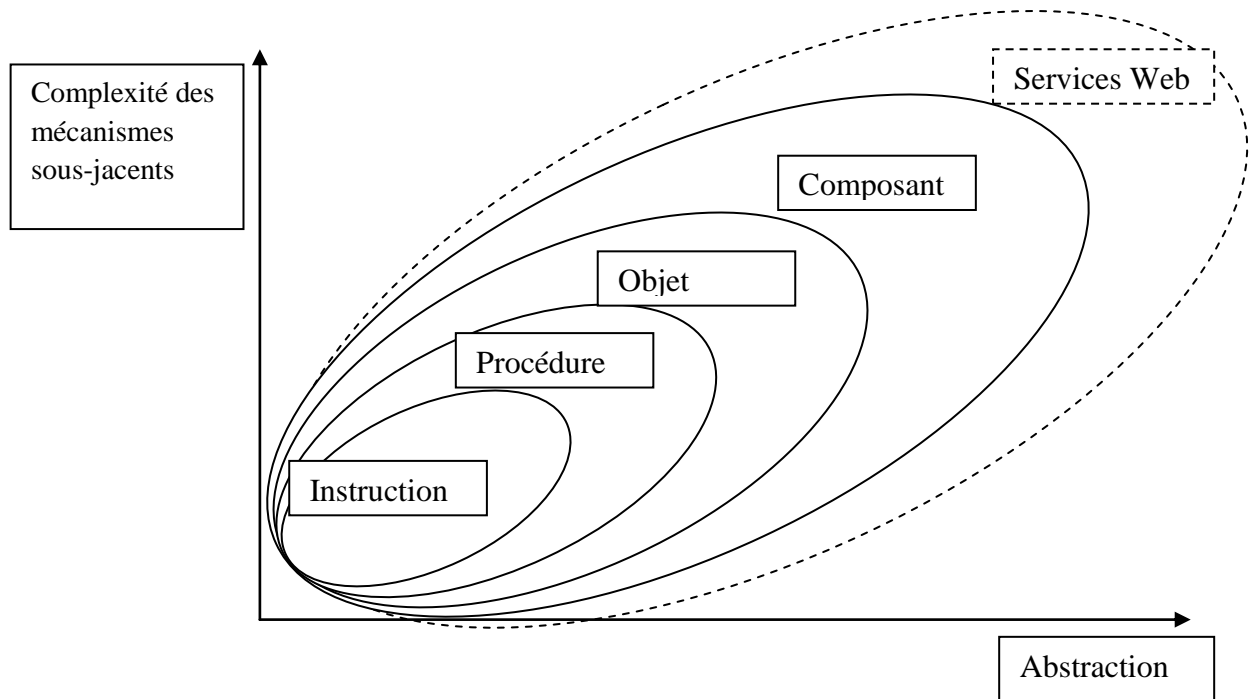 Complexité des
mécanismes
sous-jacents
Services Web
Composant
Objet
Procédure
Instruction
Abstraction